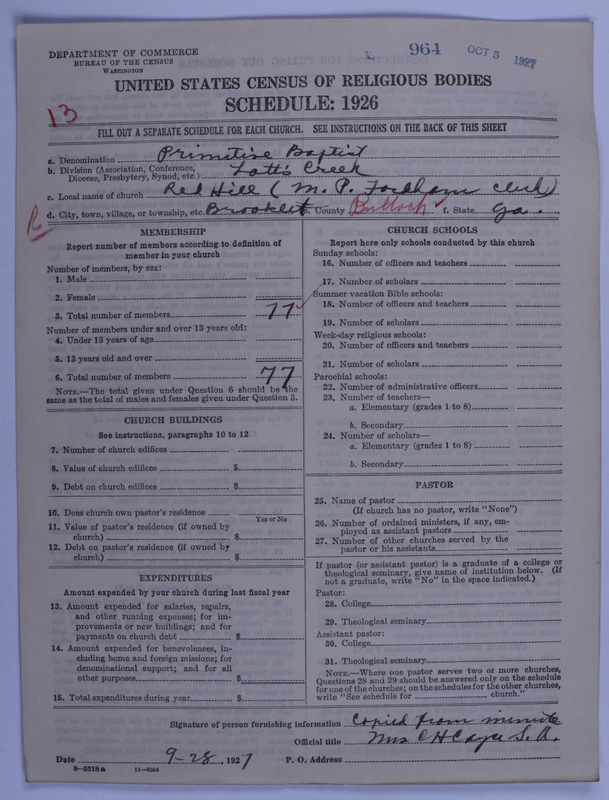 964 OCT 5 1927
DEPARTMENT OF COMMERCE
BUREAU OF THE CENSUS
WASHINGTON
UNITED STATES CENSUS OF RELIGIOUS BODIES
SCHEDULE: 1926
13
FILL OUT A SEPARATE SCHEDULE FOR EACH CHURCH. SEE INSTRUCTIONS ON THE BACK OF THIS SHEET
a. Denomination Primitive Baptist
b. Division (Association, Conference, Diocese, Presbytery, Synod, etc.) Lotts Creek
c. Local name of church Red Hill (M. P. Fordham clerk)
R d. City, town, village, or township, etc. Brooklet e. County Bulloch f. State Ga.
MEMBERSHIP
Report number of members according to definition of
member in your church
Number of members, by sex:
1. Male
2. Female
3. Total number of members 77
Number of members under and over 13 years old:
4. Under 13 years of age
5. 13 years old and over
6. Total number of members 77
NOTE.—The total given under Question 6 should be the
same as the total of males and females given under Question 3.
CHURCH BUILDINGS
See instructions, paragraphs 10 to 12
7. Number of church edifices
8. Value of church edifices $
9. Debt on church edifices $
10. Does church own pastor's residence
Yes or No
11. Value of pastor's residence (if owned by
church) $
12. Debt on pastor's residence (if owned by
church) $
EXPENDITURES
Amount expended by your church during last fiscal year
13. Amount expended for salaries, repairs,
and other running expenses; for im-
provements or new buildings; and for
payments on church debt $
14. Amount expended for benevolences, in-
cluding home and foreign missions; for
denominational support; and for all
other purposes $
15. Total expenditures during year $
CHURCH SCHOOLS
Report here only schools conducted by this church
Sunday schools:
16. Number of officers and teachers
17. Number of scholars
Summer vacation Bible schools:
18. Number of officers and teachers
19. Number of scholars
Week-day religious schools:
20. Number of officers and teachers
21. Number of scholars
Parochial schools:
22. Number of administrative officers
23. Number of teachers—
a. Elementary (grades 1 to 8)
b. Secondary
24. Number of scholars—
a. Elementary (grades 1 to 8)
b. Secondary
PASTOR
25. Name of pastor
(If church has no pastor, write "None")
26. Number of ordained ministers, if any, em-
ployed as assistant pastors
27. Number of other churches served by the
pastor or his assistants
If pastor (or assistant pastor) is a graduate of a college or
theological seminary, give name of institution below. (If
not a graduate, write "No" in the space indicated.)
Pastor:
28. College
29. Theological seminary
Assistant pastor:
30. College
31. Theological seminary
NOTE.—Where one pastor serves two or more churches,
Questions 28 and 29 should be answered only on the schedule
for one of the churches; on the schedules for the other churches,
write "See schedule for church."
Signature of person furnishing information Copied from minute
Official title Mrs C H Cayce S. A.
Date 9-28, 1927 P. O. Address
8-5518a 11-9064